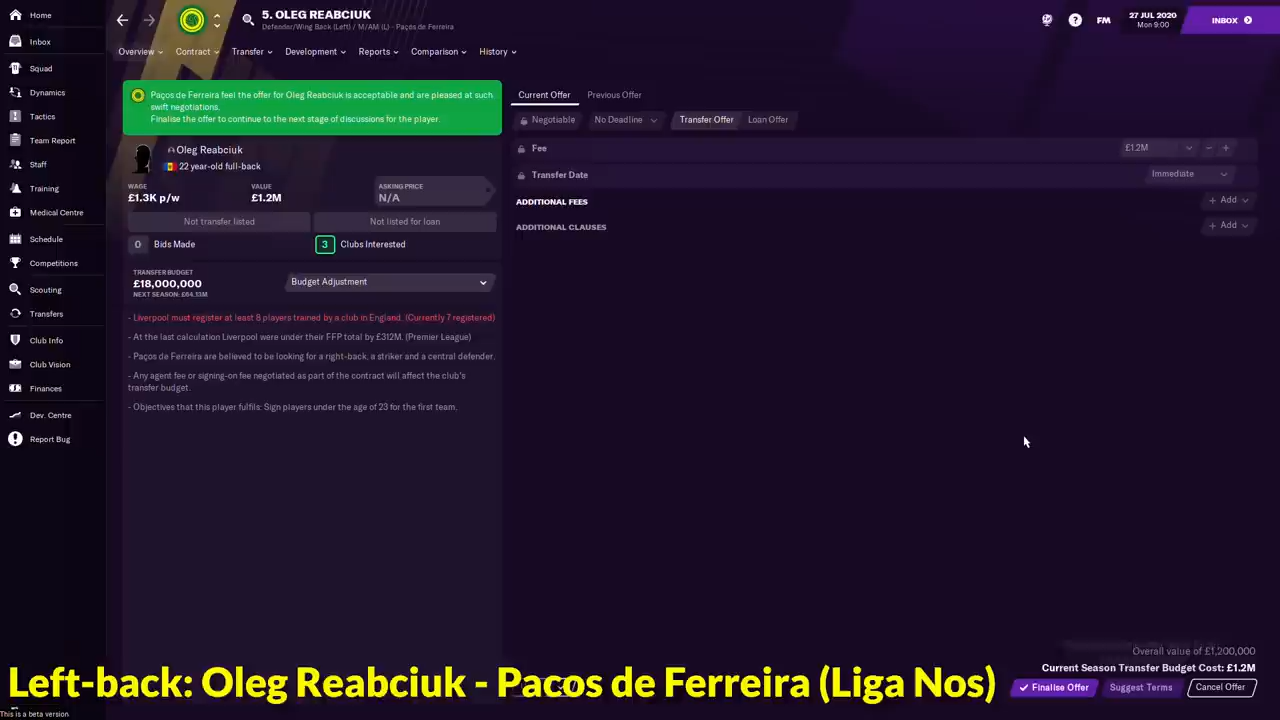 Home
Inbox
Squad
Dynamics
Tactics
Team Report
Staff
Training
Medical Centre
Schedule
Competitions
Scouting
Transfers
Club Info
Club Vision
Finances
Dev. Centre
Report Bug
This is a beta version
5. OLEG REABCIUK
Defender/Wing Back (Left) / M/AM (L) - Paços de Ferreira
FM
27 JUL 2020
Mon 9:00
INBOX
Overview
Contract
Transfer
Development
Reports
Comparison
History
Paços de Ferreira feel the offer for Oleg Reabciuk is acceptable and are pleased at such
swift negotiations.
Finalise the offer to continue to the next stage of discussions for the player.
Oleg Reabciuk
22 year-old full-back
WAGE
£1.3K p/w
VALUE
£1.2M
ASKING PRICE
N/A
Not transfer listed
Not listed for loan
0 Bids Made
3 Clubs Interested
TRANSFER BUDGET
£18,000,000
NEXT SEASON: £64.13M
Budget Adjustment
- Liverpool must register at least 8 players trained by a club in England. (Currently 7 registered)
- At the last calculation Liverpool were under their FFP total by £312M. (Premier League)
- Paços de Ferreira are believed to be looking for a right-back, a striker and a central defender.
- Any agent fee or signing-on fee negotiated as part of the contract will affect the club's
transfer budget.
- Objectives that this player fulfils: Sign players under the age of 23 for the first team.
Current Offer
Previous Offer
Negotiable
No Deadline
Transfer Offer
Loan Offer
Fee
£1.2M
Transfer Date
Immediate
ADDITIONAL FEES
+ Add
ADDITIONAL CLAUSES
+ Add
Overall value of £1,200,000
Current Season Transfer Budget Cost: £1.2M
Finalise Offer
Suggest Terms
Cancel Offer
Left-back: Oleg Reabciuk - Pacos de Ferreira (Liga Nos)